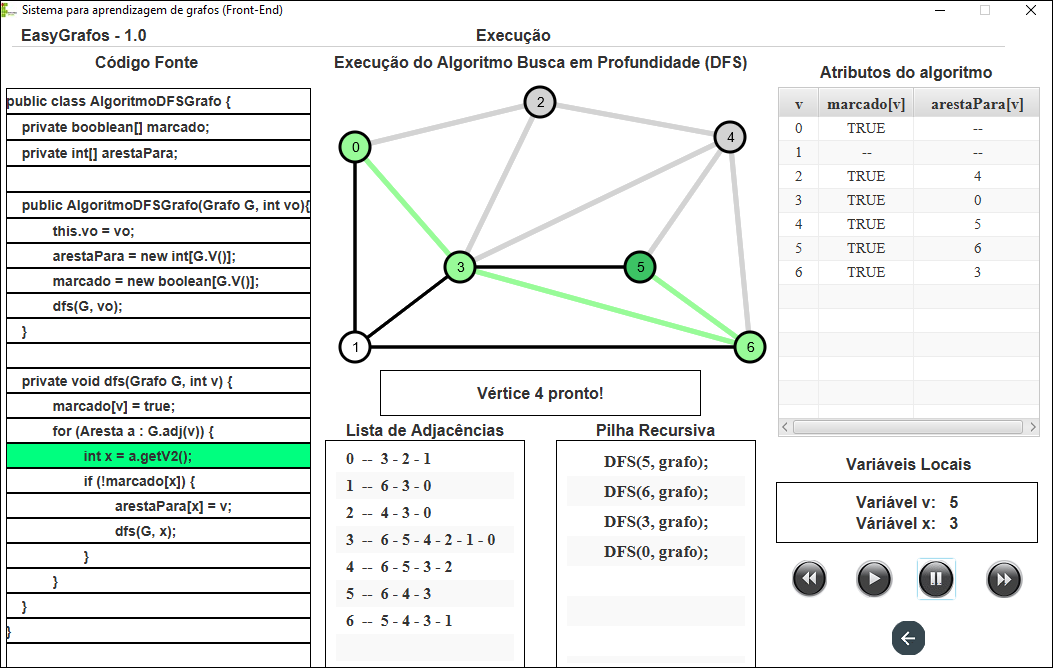 Sistema para aprendizagem de grafos (Front-End)
EasyGrafos - 1.0
Execução
Código Fonte
public class AlgoritmoDFSGrafo {
private booblean[] marcado;
private int[] arestaPara;
public AlgoritmoDFSGrafo(Grafo G, int vo){
this.vo = vo;
arestaPara = new int[G.V()];
marcado = new boolean[G.V()];
dfs(G, vo);
}
private void dfs(Grafo G, int v) {
marcado[v] = true;
for (Aresta a : G.adj(v)) {
int x = a.getV2();
if (!marcado[x]) {
arestaPara[x] = v;
dfs(G, x);
}
}
}
}
Execução do Algoritmo Busca em Profundidade (DFS)
2
4
0
3
5
1
6
Vértice 4 pronto!
Lista de Adjacências
0 -- 3 - 2 - 1
1 -- 6 - 3 - 0
2 -- 4 - 3 - 0
3 -- 6 - 5 - 4 - 2 - 1 - 0
4 -- 6 - 5 - 3 - 2
5 -- 6 - 4 - 3
6 -- 5 - 4 - 3 - 1
Pilha Recursiva
DFS(5, grafo);
DFS(6, grafo);
DFS(3, grafo);
DFS(0, grafo);
Atributos do algoritmo
v marcado[v] arestaPara[v]
0 TRUE --
1 -- --
2 TRUE 4
3 TRUE 0
4 TRUE 5
5 TRUE 6
6 TRUE 3
Variáveis Locais
Variável v: 5
Váriável x: 3